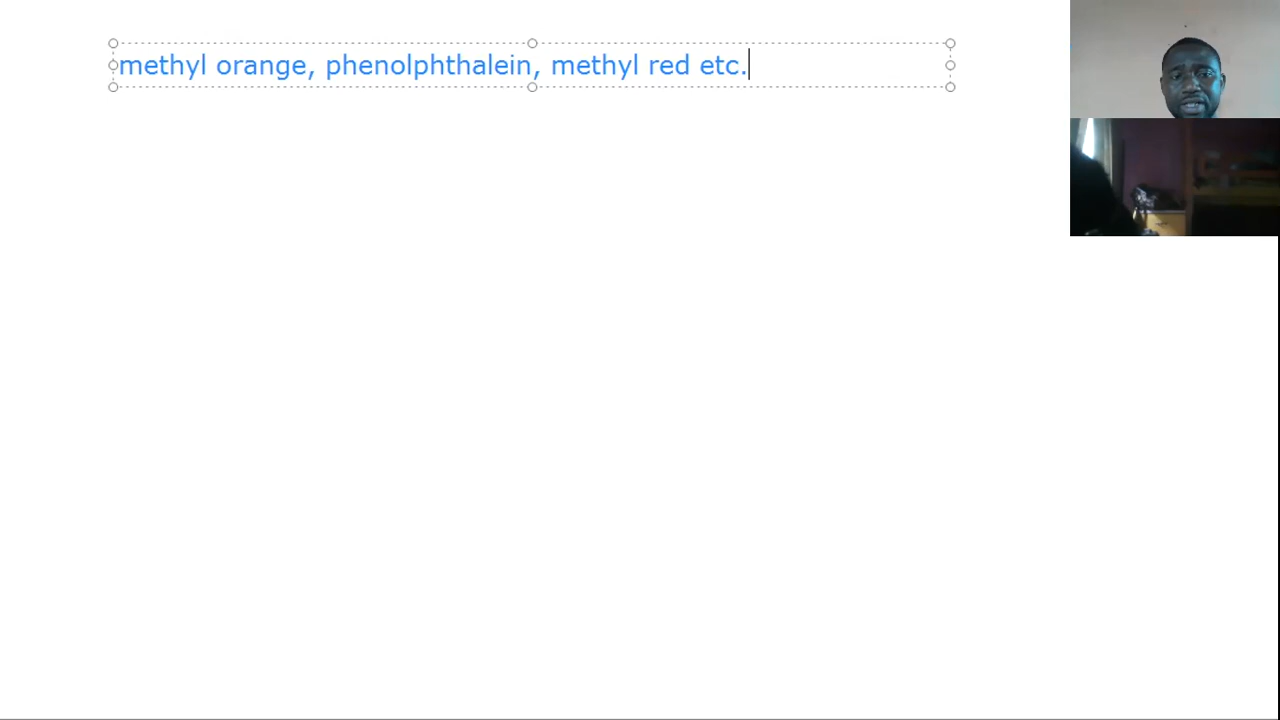 methyl orange, phenolphthalein, methyl red etc.